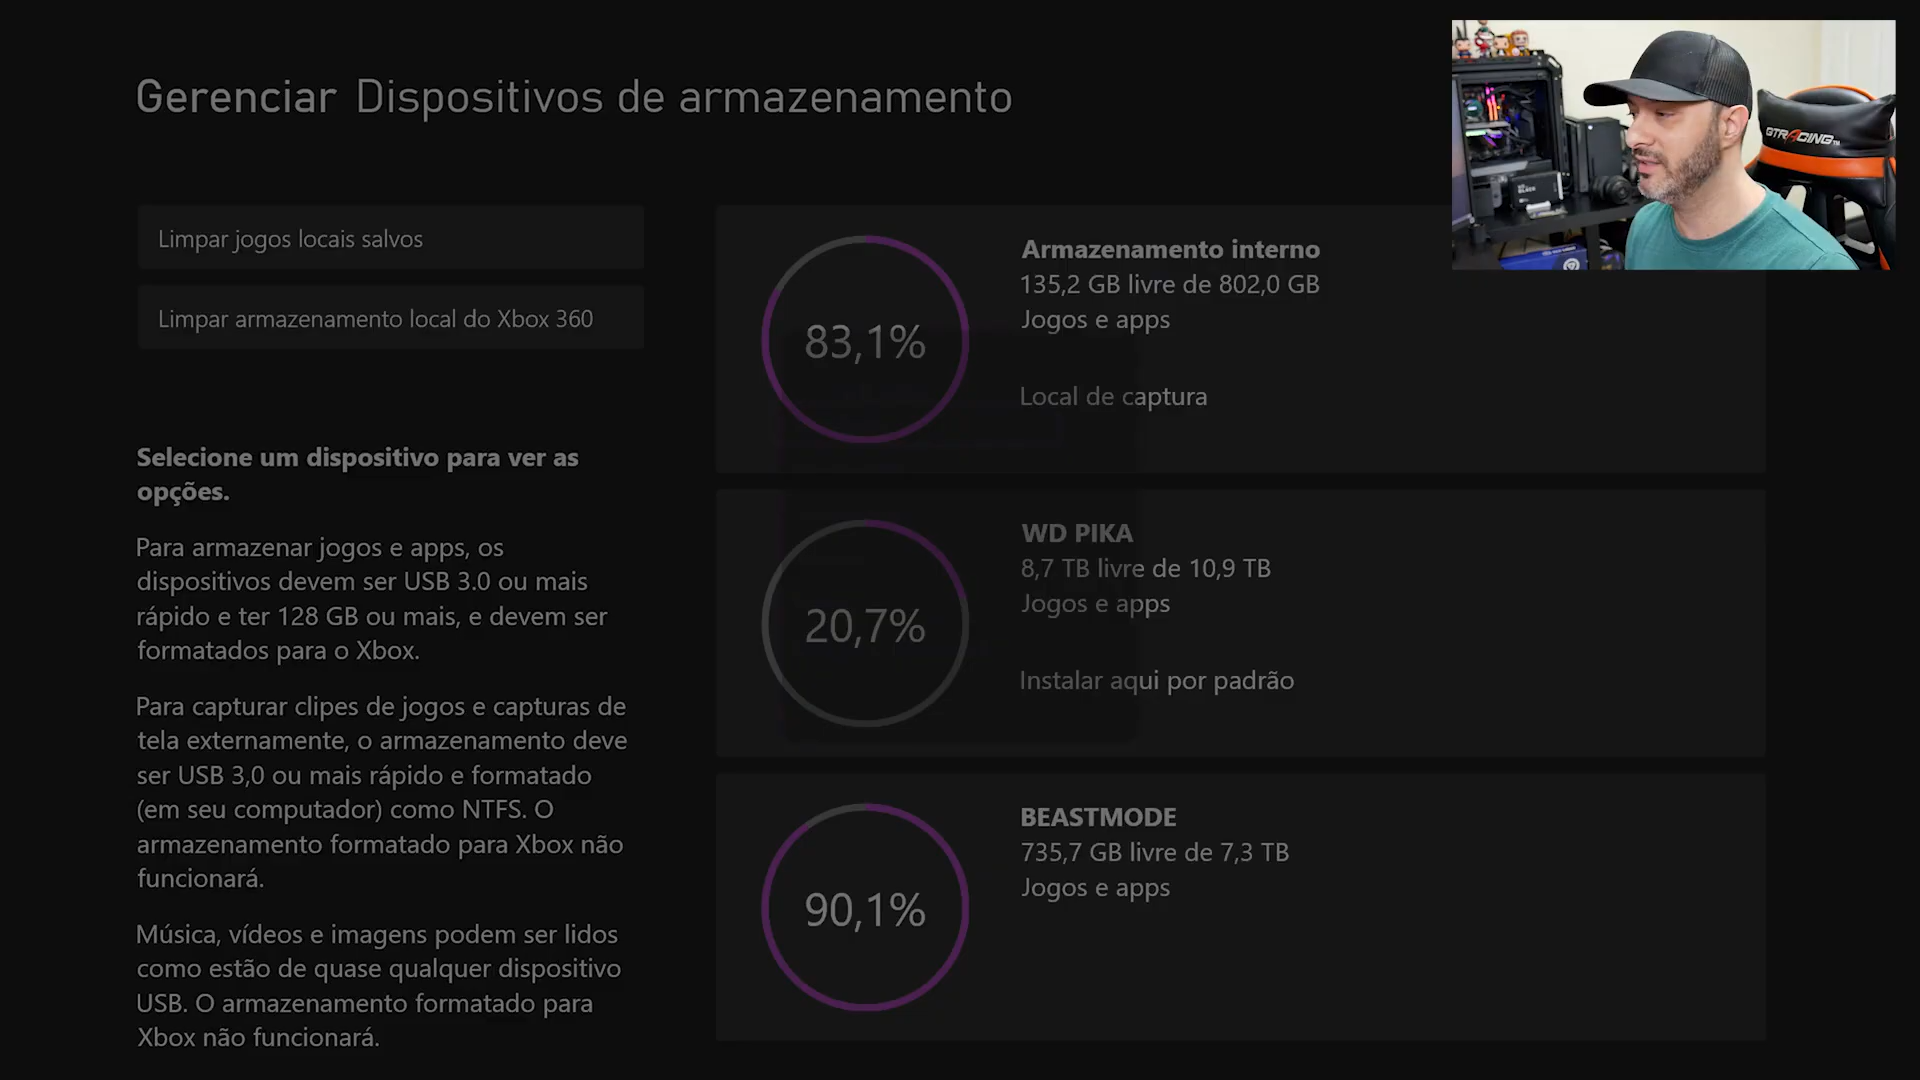 Gerenciar Dispositivos de armazenamento
Limpar jogos locais salvos
Limpar armazenamento local do Xbox 360
Selecione um dispositivo para ver as
opções.
Para armazenar jogos e apps, os
dispositivos devem ser USB 3.0 ou mais
rápido e ter 128 GB ou mais, e devem ser
formatados para o Xbox.
Para capturar clipes de jogos e capturas de
tela externamente, o armazenamento deve
ser USB 3,0 ou mais rápido e formatado
(em seu computador) como NTFS. O
armazenamento formatado para Xbox não
funcionará.
Música, vídeos e imagens podem ser lidos
como estão de quase qualquer dispositivo
USB. O armazenamento formatado para
Xbox não funcionará.
83,1%
Armazenamento interno
135,2 GB livre de 802,0 GB
Jogos e apps
Local de captura
20,7%
WD PIKA
8,7 TB livre de 10,9 TB
Jogos e apps
Instalar aqui por padrão
90,1%
BEASTMODE
735,7 GB livre de 7,3 TB
Jogos e apps
GTRACING